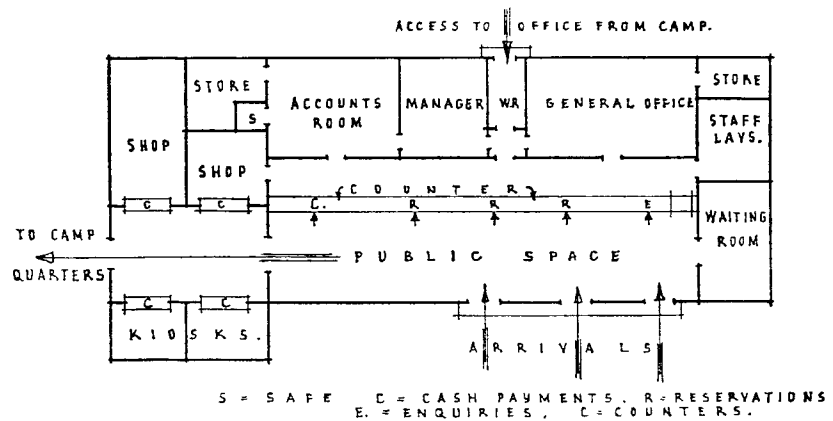 ACCESS TO OFFICE FROM CAMP.
STORE
S
SHOP
SHOP
ACCOUNTS
ROOM
MANAGER
W.R
GENERAL OFFICE
STORE
STAFF
LAYS.
COUNTER
C
C
C.
R
R
R
E
WAITING
ROOM
TO CAMP
QUARTERS
PUBLIC SPACE
C
C
KIOSKS.
ARRIVALS
S = SAFE C = CASH PAYMENTS. R = RESERVATIONS
E. = ENQUIRIES, C = COUNTERS.